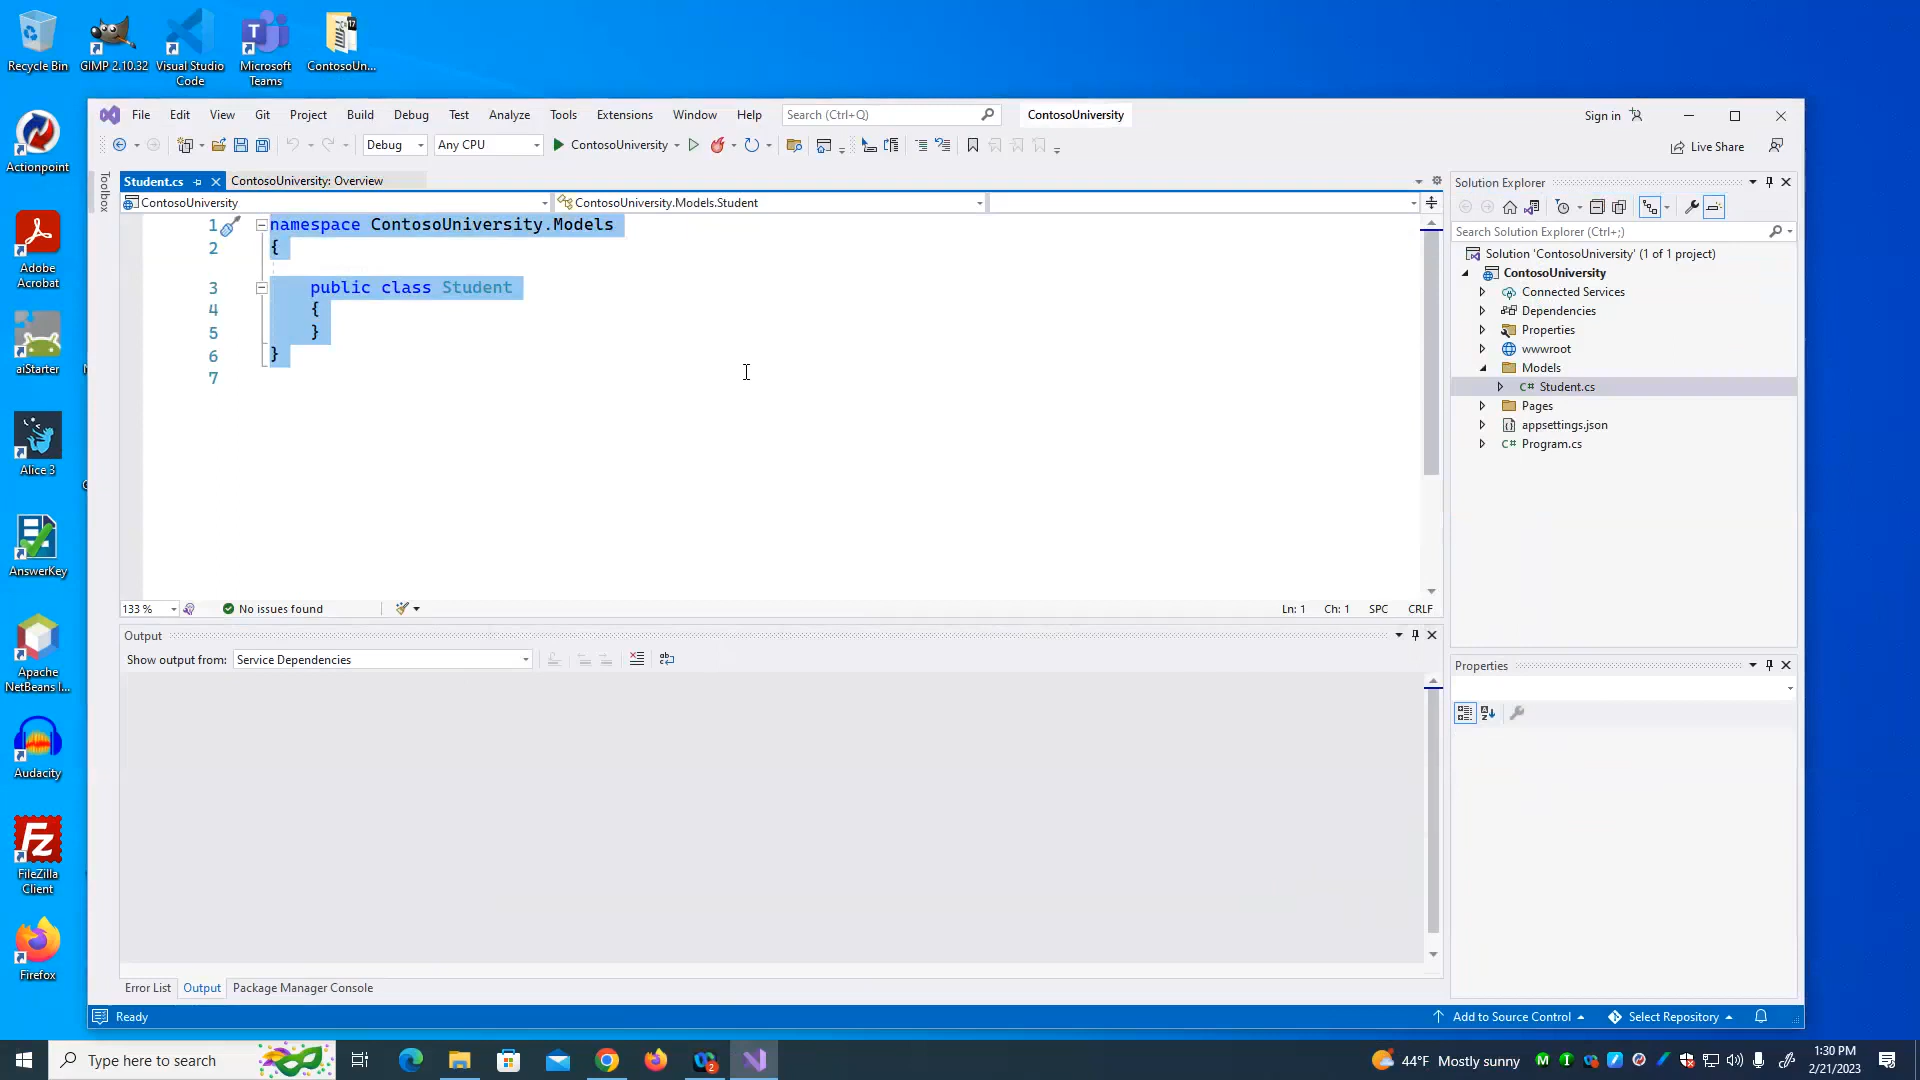 Recycle Bin
GIMP 2.10.32
Visual Studio
Code
Microsoft
Teams
ContosoUn...
Actionpoint
Adobe
Acrobat
aiStarter
Alice 3
AnswerKey
Apache
NetBeans I...
Audacity
FileZilla
Client
Firefox
File Edit View Git Project Build Debug Test Analyze Tools Extensions Window Help Search (Ctrl+Q) ContosoUniversity Sign in
Debug Any CPU ContosoUniversity Live Share
Toolbox
Student.cs ContosoUniversity: Overview
ContosoUniversity ContosoUniversity.Models.Student
1 namespace ContosoUniversity.Models
2 {
3 public class Student
4 {
5 }
6 }
7
133 % No issues found Ln: 1 Ch: 1 SPC CRLF
Output
Show output from: Service Dependencies
Error List Output Package Manager Console
Solution Explorer
Search Solution Explorer (Ctrl+;)
Solution 'ContosoUniversity' (1 of 1 project)
ContosoUniversity
Connected Services
Dependencies
Properties
wwwroot
Models
C# Student.cs
Pages
appsettings.json
C# Program.cs
Properties
Ready Add to Source Control Select Repository
Type here to search 2 44°F Mostly sunny 1:30 PM
2/21/2023